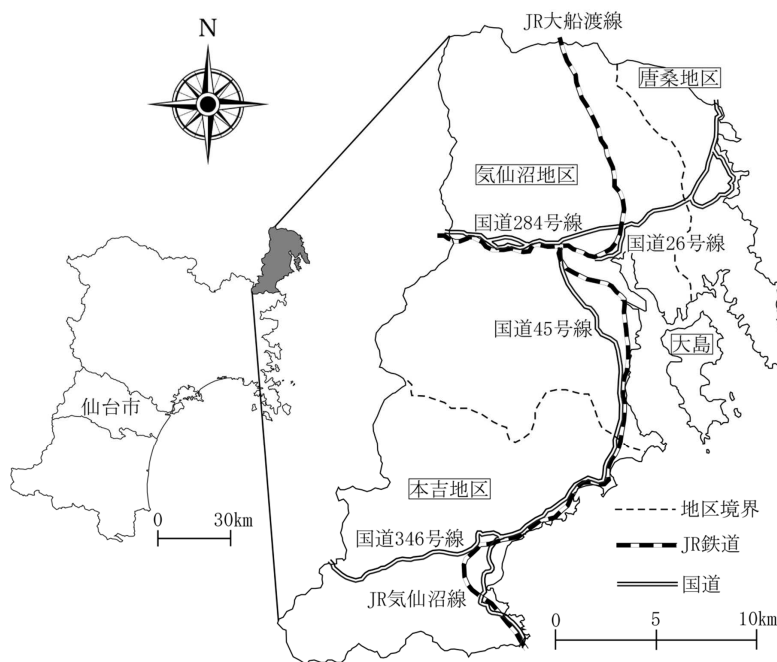 JR大船渡線
N
唐桑地区
気仙沼地区
国道284号線
国道26号線
国道45号線
大島
仙台市
本吉地区
0 30km
地区境界
国道346号線
JR鉄道
国道
JR気仙沼線
0 5 10km